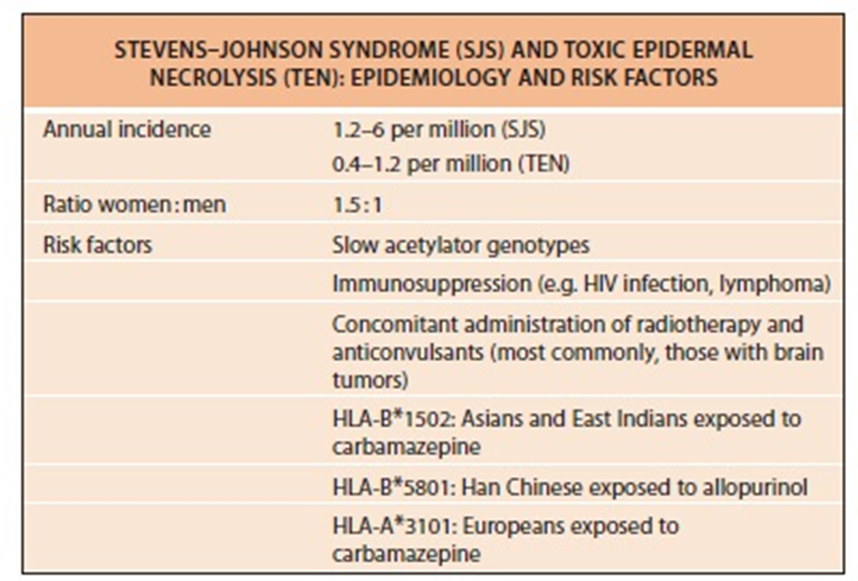 STEVENS–JOHNSON SYNDROME (SJS) AND TOXIC EPIDERMAL
NECROLYSIS (TEN): EPIDEMIOLOGY AND RISK FACTORS
Annual incidence 1.2–6 per million (SJS)
0.4–1.2 per million (TEN)
Ratio women:men 1.5:1
Risk factors Slow acetylator genotypes
Immunosuppression (e.g. HIV infection, lymphoma)
Concomitant administration of radiotherapy and
anticonvulsants (most commonly, those with brain
tumors)
HLA-B*1502: Asians and East Indians exposed to
carbamazepine
HLA-B*5801: Han Chinese exposed to allopurinol
HLA-A*3101: Europeans exposed to
carbamazepine